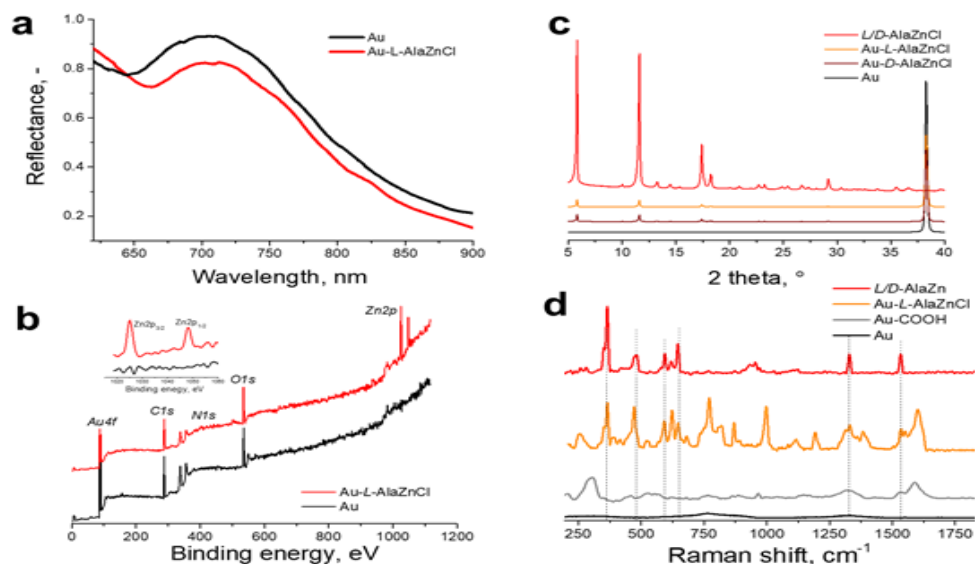 a
1.0
0.8
0.6
0.4
0.2
Reflectance, -
Au
Au-L-AlaZnCl
650 700 750 800 850 900
Wavelength, nm
c
L/D-AlaZnCl
Au-L-AlaZnCl
Au-D-AlaZnCl
Au
5 10 15 20 25 30 35 40
2 theta, °
b
Zn2p3/2
Zn2p1/2
Binding energy, eV
Zn2p
Au4f
C1s
N1s
O1s
Au-L-AlaZnCl
Au
0 200 400 600 800 1000 1200
Binding energy, eV
d
L/D-AlaZn
Au-L-AlaZnCl
Au-COOH
Au
250 500 750 1000 1250 1500 1750
Raman shift, cm-1